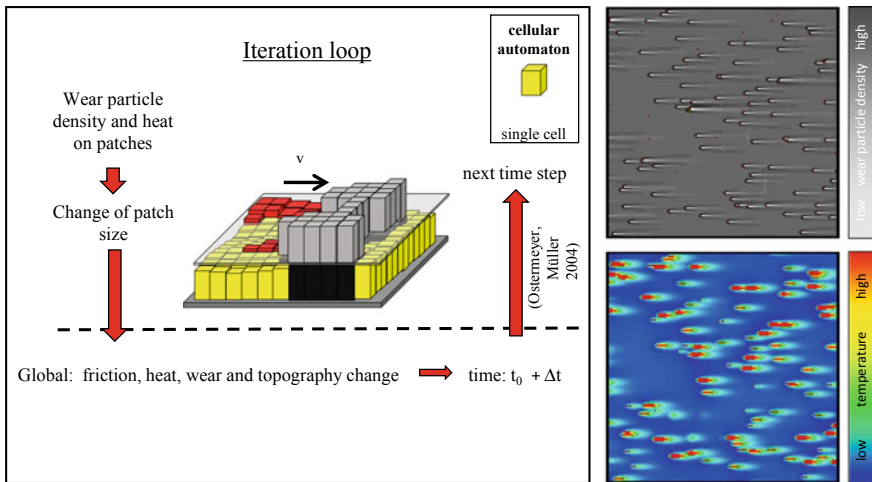 Iteration loop
cellular
automaton
single cell
Wear particle
density and heat
on patches
Change of patch
size
v
next time step
(Ostermeyer,
Müller
2004)
Global: friction, heat, wear and topography change
time: t₀ + Δt
low wear particle density high
low temperature high